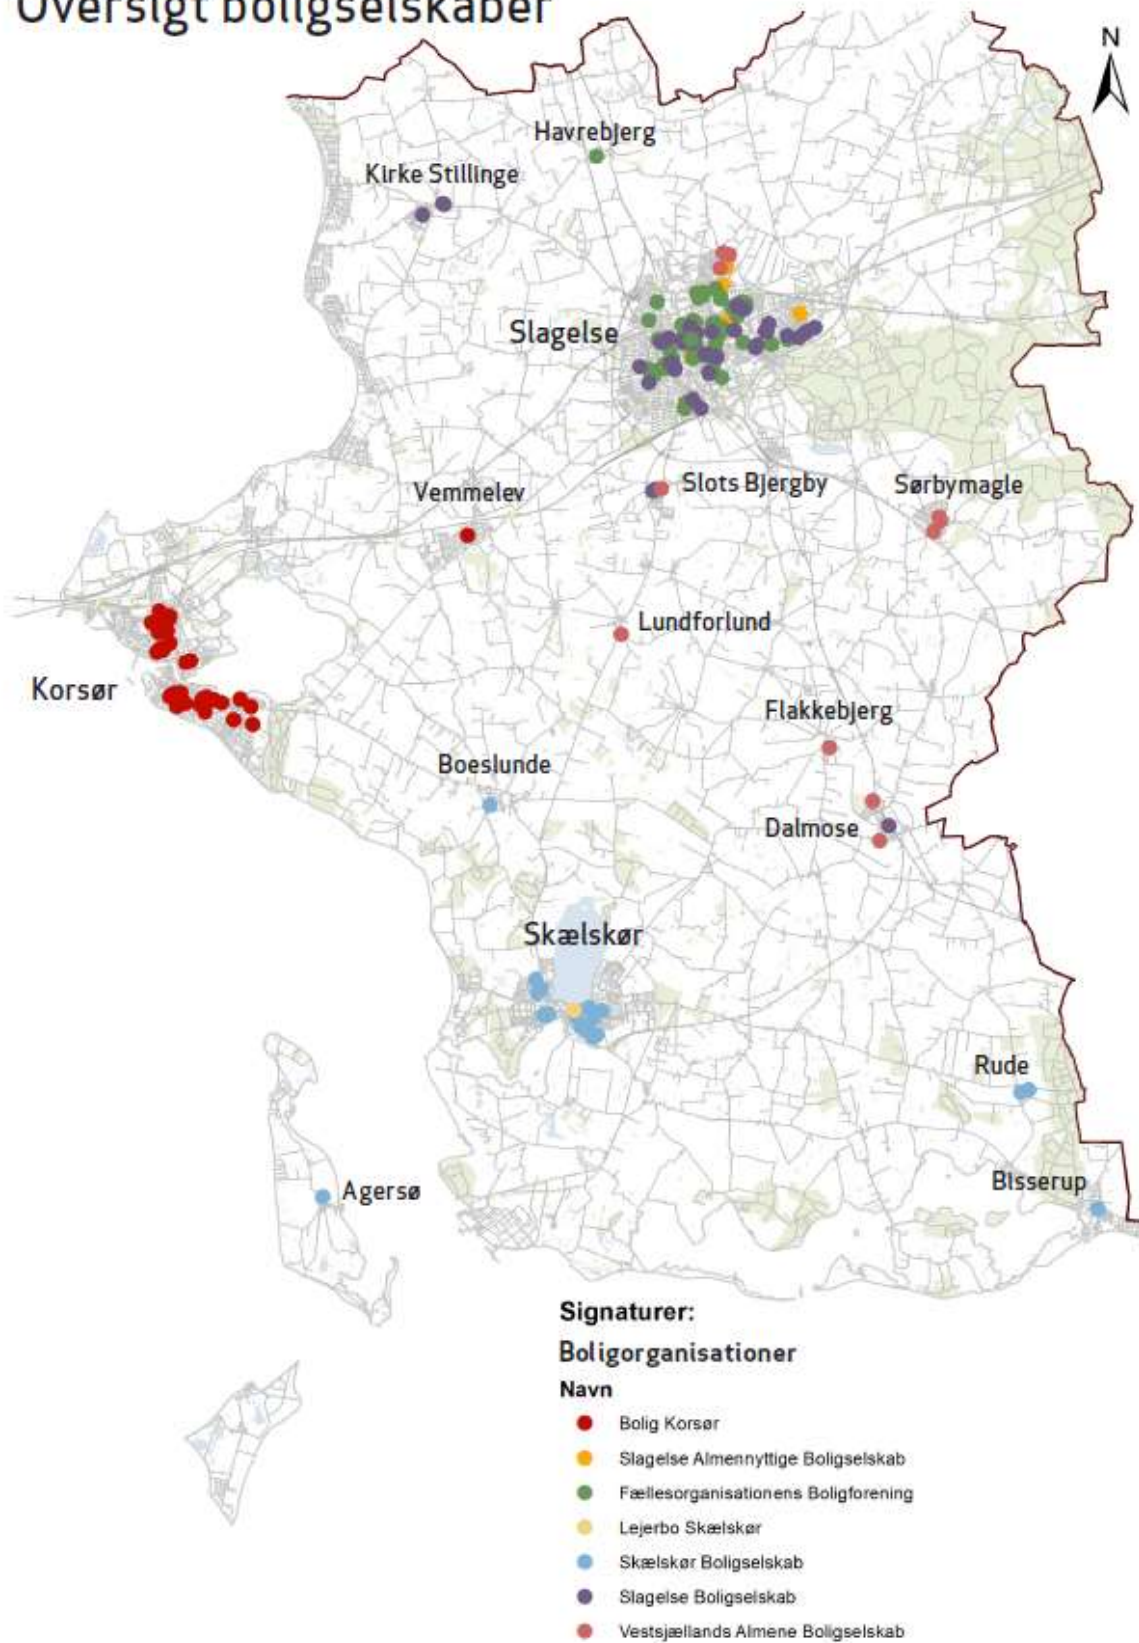 Oversigt boligselskaber
N
Havrebjerg
Kirke Stillinge
Slagelse
Vemmelev
Slots Bjergby
Sørbymagle
Lundforlund
Korsør
Flakkebjerg
Boeslunde
Dalmose
Skælskør
Rude
Agersø
Bisserup
Signaturer:
Boligorganisationer
Navn
Bolig Korsør
Slagelse Almennyttige Boligselskab
Fællesorganisationens Boligforening
Lejerbo Skælskør
Skælskør Boligselskab
Slagelse Boligselskab
Vestsjællands Almene Boligselskab